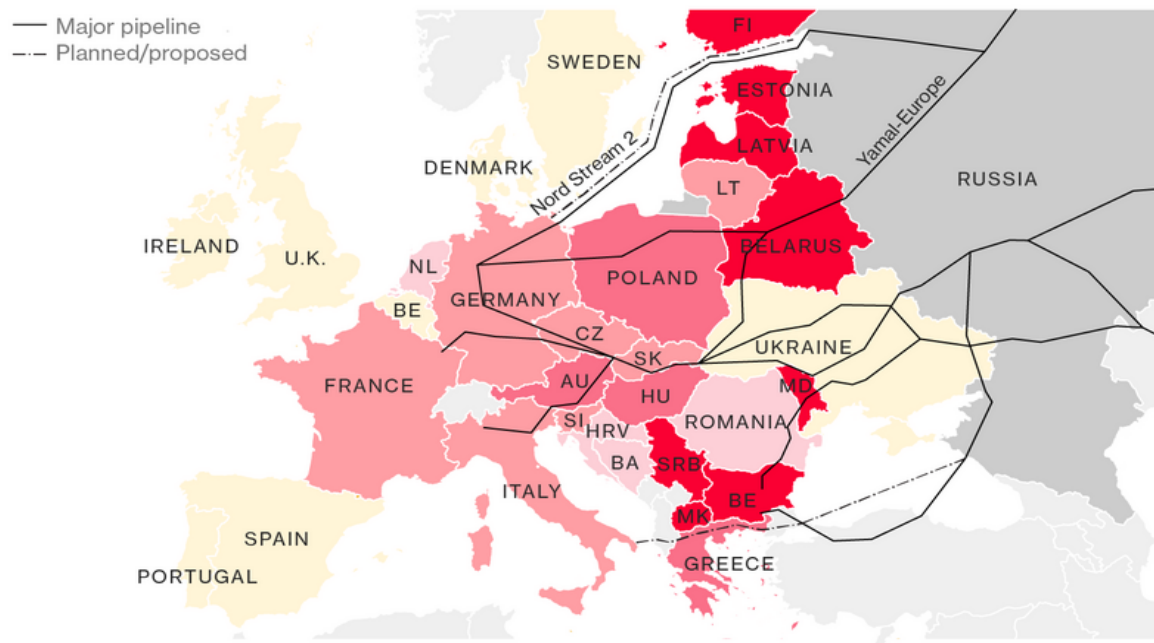 Major pipeline
Planned/proposed
FI
SWEDEN
ESTONIA
Yamal-Europe
LATVIA
DENMARK
Nord Stream 2
LT
RUSSIA
IRELAND
U.K.
NL
BELARUS
POLAND
GERMANY
BE
CZ
UKRAINE
SK
FRANCE
AU
HU
MD
SI
HRV
ROMANIA
BA
SRB
ITALY
BE
MK
SPAIN
GREECE
PORTUGAL